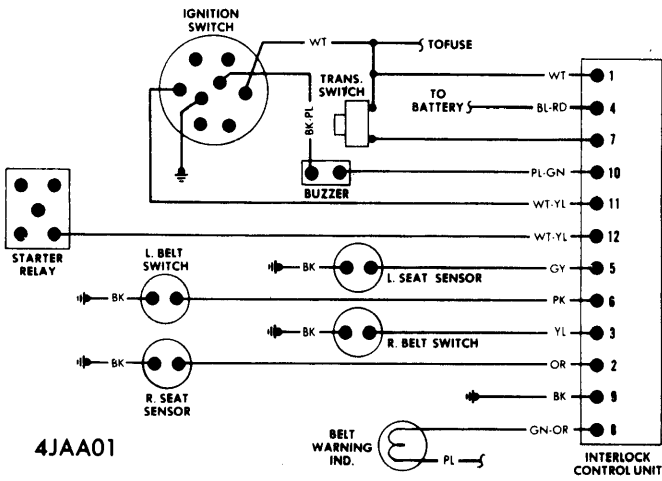 IGNITION
SWITCH
WT
TOFUSE
TRANS.
SWITCH
WT 1
TO
BATTERY
BL-RD 4
BK-PL
7
BUZZER
PL-GN 10
WT-YL 11
STARTER
RELAY
WT-YL 12
L. BELT
SWITCH
BK
L. SEAT SENSOR
GY 5
BK
PK 6
BK
R. BELT SWITCH
YL 3
BK
OR 2
R. SEAT
SENSOR
BK 9
4JAA01
BELT
WARNING
IND.
PL
GN-OR 8
INTERLOCK
CONTROL UNIT